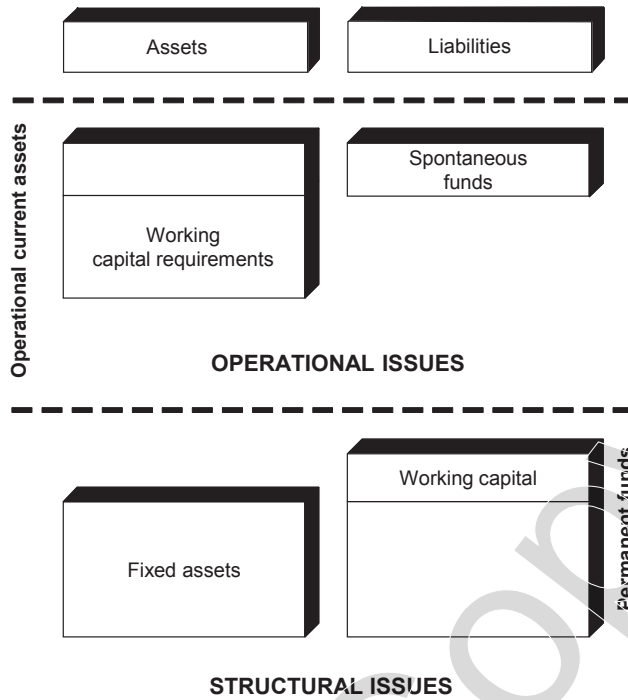 Assets
Liabilities
Operational current assets
Spontaneous
funds
Working
capital requirements
OPERATIONAL ISSUES
Working capital
Permanent funds
Fixed assets
STRUCTURAL ISSUES